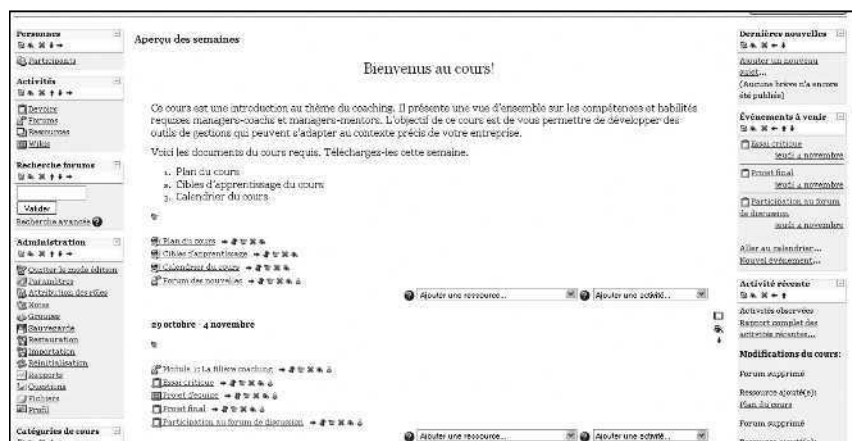 Personnes
Participants
Activités
Devoirs
Forums
Ressources
Wikis
Recherche forums
Valider
Recherche avancée
Administration
Quitter le mode édition
Paramètres
Attribution des rôles
Notes
Groupes
Sauvegarde
Restauration
Importation
Réinitialisation
Rapports
Questions
Fichiers
Profil
Catégories de cours
Aperçu des semaines
Bienvenus au cours!
Ce cours est une introduction au thème du coaching. Il présente une vue d'ensemble sur les compétences et habilités
requises managers-coachs et managers-mentors. L'objectif de ce cours est de vous permettre de développer des
outils de gestions qui peuvent s'adapter au contexte précis de votre entreprise.
Voici les documents du cours requis. Téléchargez-les cette semaine.
1. Plan du cours
2. Cibles d'apprentissage du cours
3. Calendrier du cours
Plan du cours
Cibles d'apprentissage
Calendrier du cours
Forum des nouvelles
Ajouter une ressource... Ajouter une activité...
29 octobre - 4 novembre
Module 1: La filière coaching
Essai critique
Projet d'équipe
Projet final
Participation au forum de discussion
Ajouter une ressource... Ajouter une activité...
Dernières nouvelles
Ajouter un nouveau
sujet...
(Aucune brève n'a encore
été publiée)
Événements à venir
Essai critique
jeudi 4 novembre
Projet final
jeudi 4 novembre
Participation au forum
de discussion
jeudi 4 novembre
Aller au calendrier...
Nouvel événement...
Activité récente
Activités observées
Rapport complet des
activités récentes...
Modifications du cours:
Forum supprimé
Ressource ajouté(e):
Plan du cours
Forum supprimé